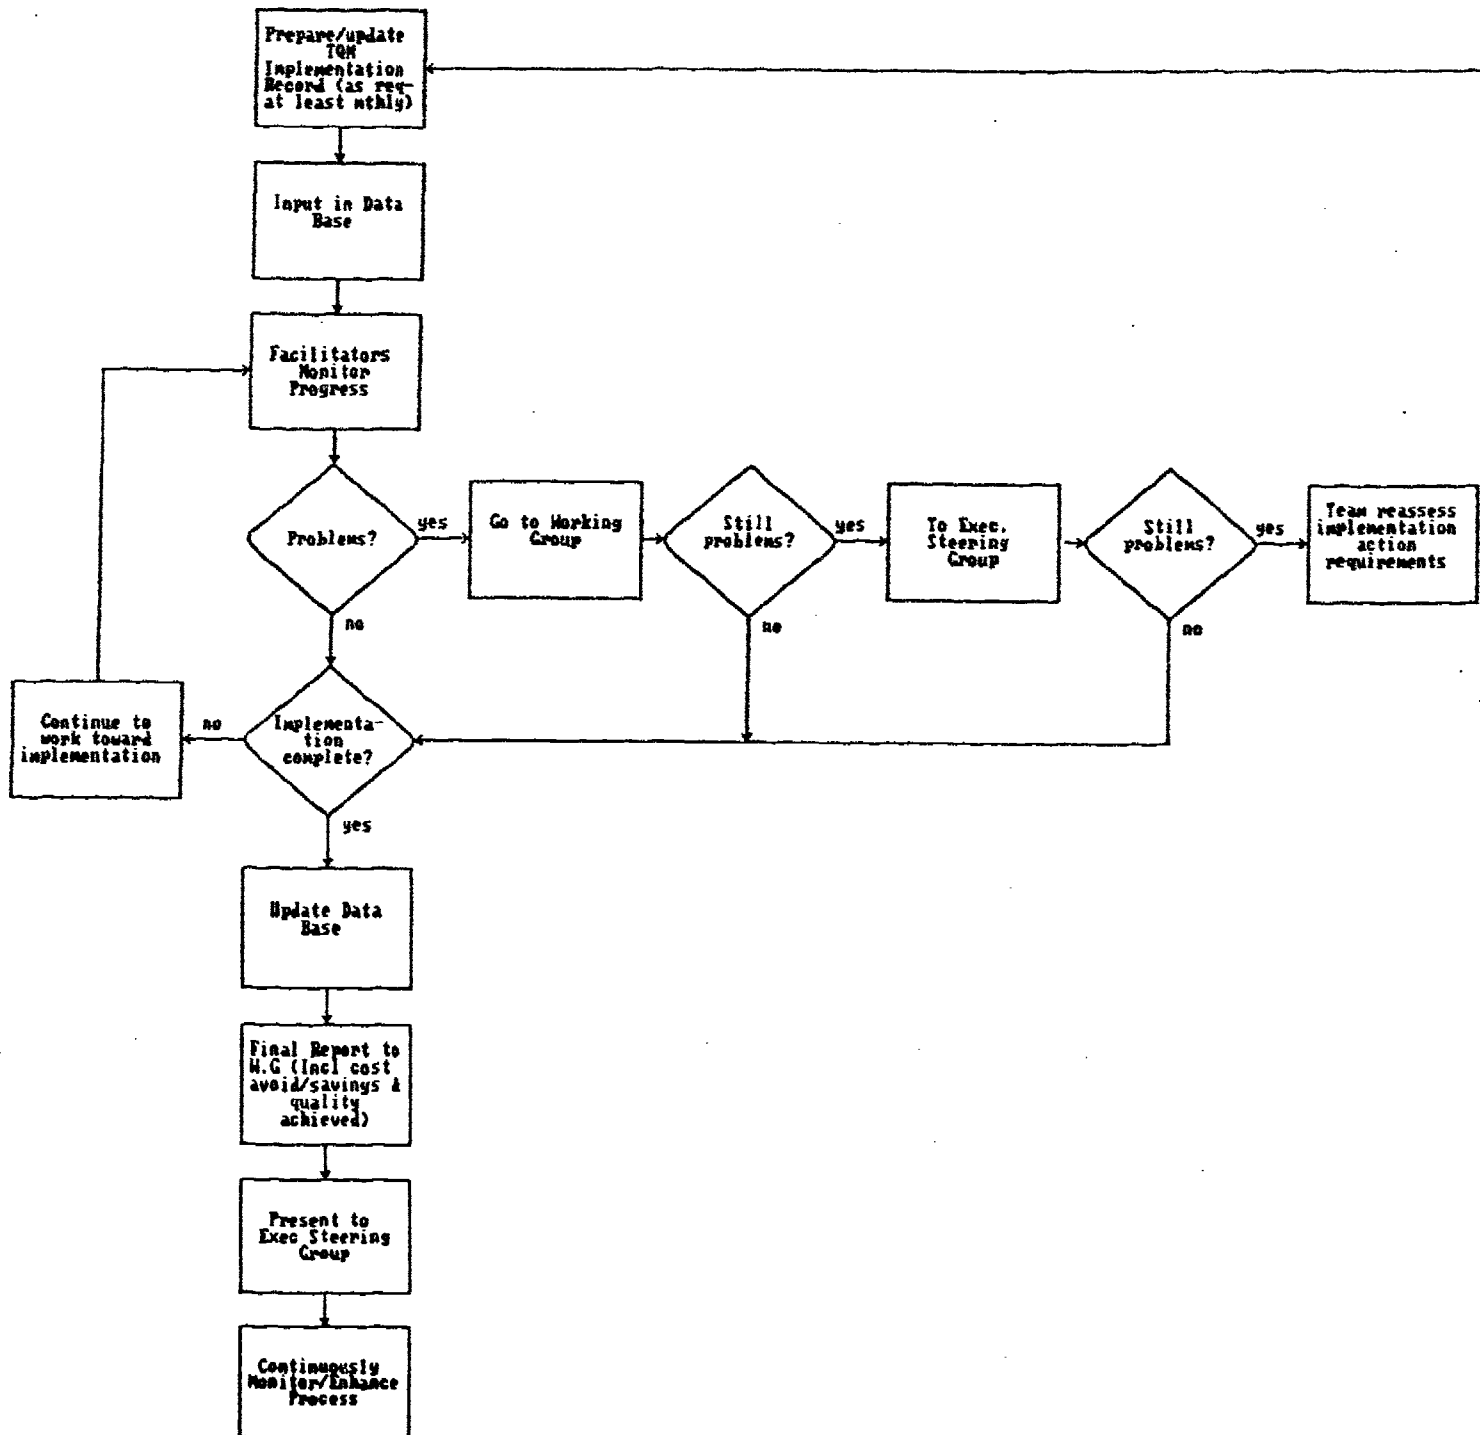 Prepare/update
TQM
Implementation
Record (as req-
at least mthly)
Input in Data
Base
Facilitators
Monitor
Progress
Problems?
yes
Go to Working
Group
Still
problems?
yes
To Exec.
Steering
Group
Still
problems?
yes
Team reassess
implementation
action
requirements
no
no
no
Continue to
work toward
implementation
no
Implementa-
tion
complete?
yes
Update Data
Base
Final Report to
W.G (Incl cost
avoid/savings &
quality
achieved)
Present to
Exec Steering
Group
Continuously
Monitor/Enhance
Process